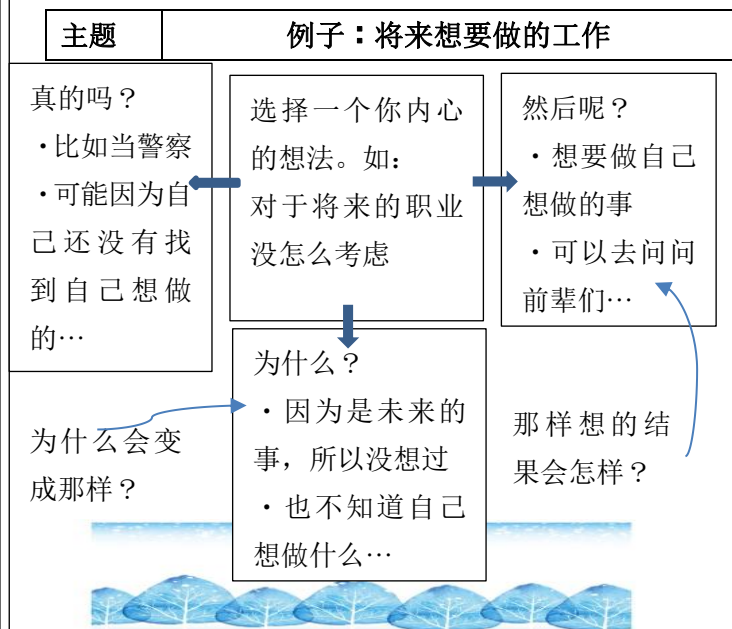 主题 例子：将来想要做的工作
真的吗？
·比如当警察
·可能因为自
己还没有找
到自己想做
的…
选择一个你内心
的想法。如：
对于将来的职业
没怎么考虑
然后呢？
·想要做自己
想做的事
·可以去问问
前辈们…
为什么？
·因为是未来的
事，所以没想过
·也不知道自己
想做什么…
为什么会变
成那样？
那样想的结
果会怎样？